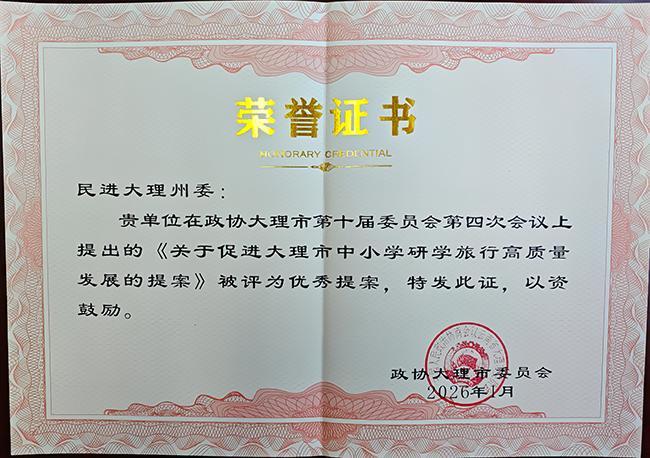 荣誉证书
HONORARY CREDENTIAL
民进大理州委：
贵单位在政协大理市第十届委员会第四次会议上
提出的《关于促进大理市中小学研学旅行高质量
发展的提案》被评为优秀提案，特发此证，以资
鼓励。
政协大理市委员会
2026年1月